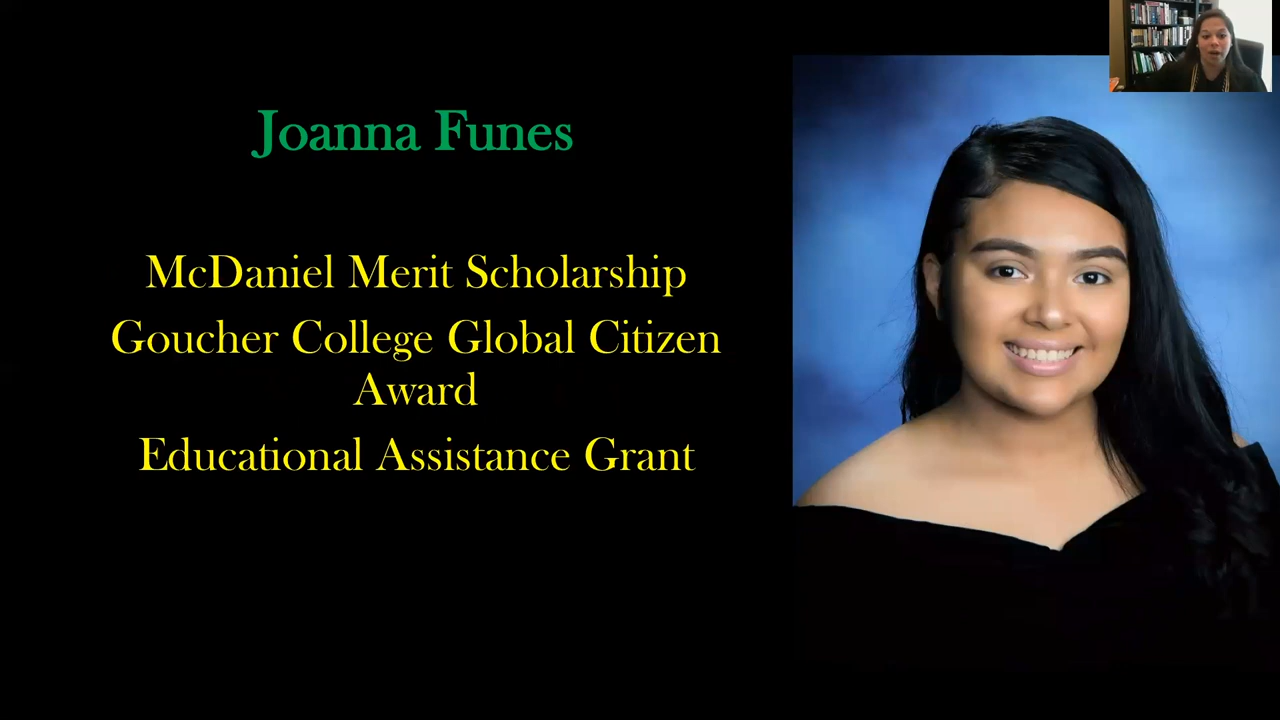 Joanna Funes
McDaniel Merit Scholarship
Goucher College Global Citizen
Award
Educational Assistance Grant